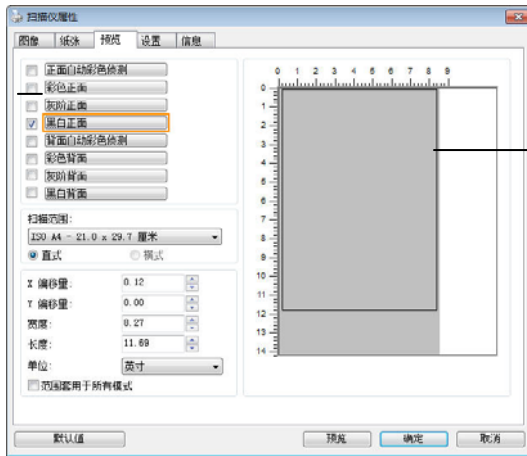 扫描仪属性
图像 纸张 预览 设置 信息
正面自动彩色侦测
彩色正面
灰阶正面
黑白正面
背面自动彩色侦测
彩色背面
灰阶背面
黑白背面
扫描范围:
ISO A4 - 21.0 x 29.7 厘米
直式 横式
X 偏移量: 0.12
Y 偏移量: 0.00
宽度: 8.27
长度: 11.69
单位: 英寸
范围套用于所有模式
0 1 2 3 4 5 6 7 8 9
0
1
2
3
4
5
6
7
8
9
10
11
12
13
14
默认值 预览 确定 取消